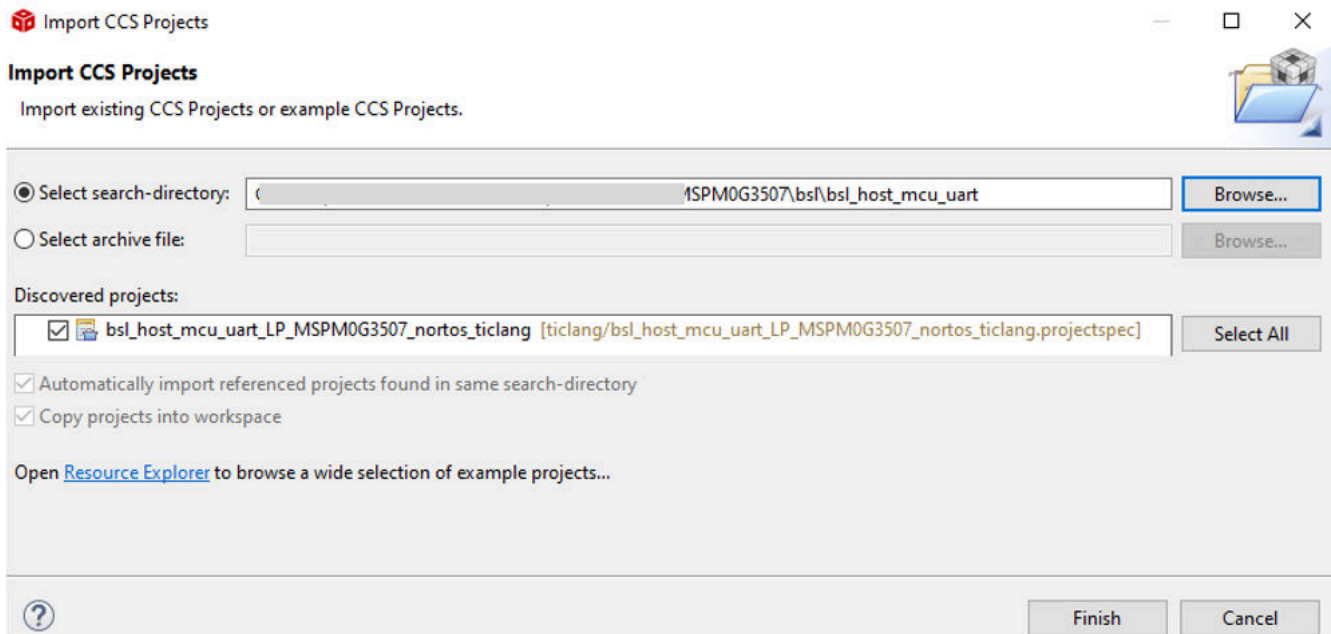 Import CCS Projects
Import CCS Projects
Import existing CCS Projects or example CCS Projects.
Select search-directory: MSPM0G3507\bsl\bsl_host_mcu_uart Browse...
Select archive file: Browse...
Discovered projects:
bsl_host_mcu_uart_LP_MSPM0G3507_nortos_ticlang [ticlang/bsl_host_mcu_uart_LP_MSPM0G3507_nortos_ticlang.projectspec] Select All
Automatically import referenced projects found in same search-directory
Copy projects into workspace
Open Resource Explorer to browse a wide selection of example projects...
? Finish Cancel